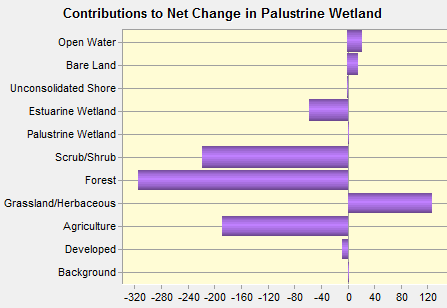 Contributions to Net Change in Palustrine Wetland
Open Water
Bare Land
Unconsolidated Shore
Estuarine Wetland
Palustrine Wetland
Scrub/Shrub
Forest
Grassland/Herbaceous
Agriculture
Developed
Background
-320 -280 -240 -200 -160 -120 -80 -40 0 40 80 120